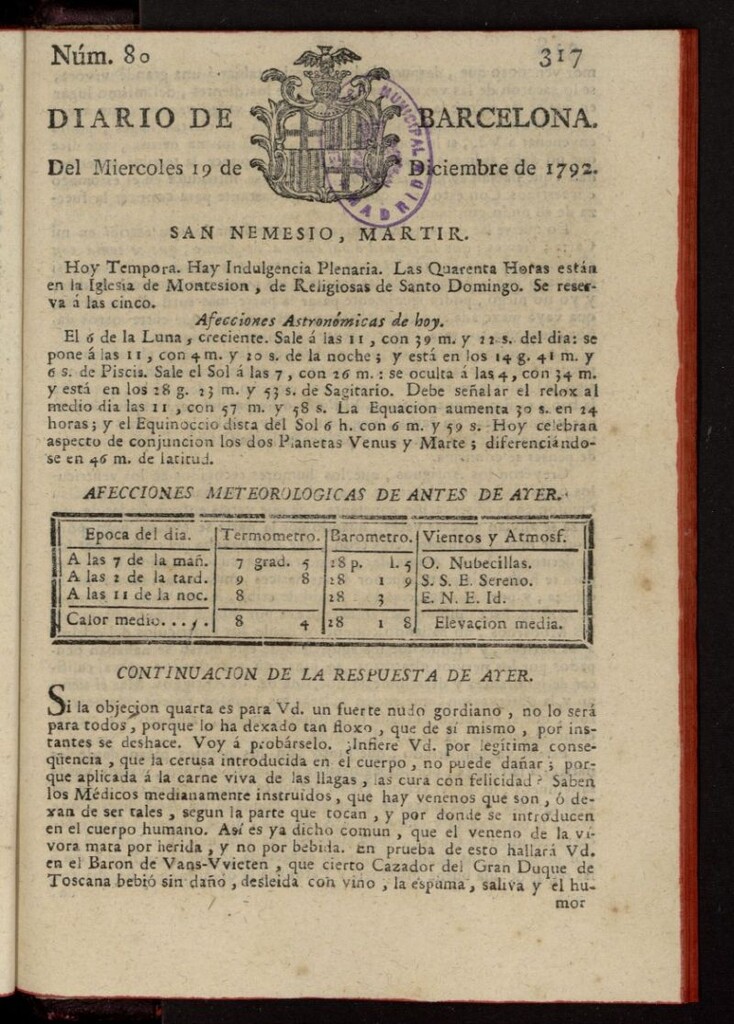 Núm. 80 317
DIARIO DE BARCELONA.
MUNICIPAL
MADRID
Del Miercoles 19 de Diciembre de 1792.
SAN NEMESIO, MARTIR.
Hoy Tempora. Hay Indulgencia Plenaria. Las Quarenta Horas están
en la Iglesia de Montesion, de Religiosas de Santo Domingo. Se reser-
va á las cinco.
Afecciones Astronómicas de hoy.
El 6 de la Luna, creciente. Sale á las 11, con 39 m. y 22 s. del dia: se
pone á las 11, con 4 m. y 20 s. de la noche; y está en los 14 g. 41 m. y
6 s. de Piscis. Sale el Sol á las 7, con 26 m.: se oculta á las 4, con 34 m.
y está en los 28 g. 23 m. y 53 s. de Sagitario. Debe señalar el relox al
medio dia las 11, con 57 m. y 58 s. La Equacion aumenta 30 s. en 24
horas; y el Equinoccio dista del Sol 6 h. con 6 m. y 59 s. Hoy celebran
aspecto de conjuncion los dos Planetas Venus y Marte; diferenciándo-
se en 46 m. de latitud.
AFECCIONES METEOROLOGICAS DE ANTES DE AYER.
Epoca del dia. Termometro. Barometro. Vientos y Atmosf.
A las 7 de la mañ. 7 grad. 5 28 p. l. 5 O. Nubecillas.
A las 2 de la tard. 9 8 28 1 9 S. S. E. Sereno.
A las 11 de la noc. 8 28 3 E. N. E. Id.
Calor medio.... 8 4 28 1 8 Elevacion media.
CONTINUACION DE LA RESPUESTA DE AYER.
Si la objecion quarta es para Vd. un fuerte nudo gordiano, no lo será
para todos, porque lo ha dexado tan floxo, que de sí mismo, por ins-
tantes se deshace. Voy á probárselo. ¿Infiere Vd. por legitima conse-
qüencia, que la cerusa introducida en el cuerpo, no puede dañar; por-
que aplicada á la carne viva de las llagas, las cura con felicidad? Saben
los Médicos medianamente instruidos, que hay venenos que son, ó de-
xan de ser tales, segun la parte que tocan, y por donde se introducen
en el cuerpo humano. Así es ya dicho comun, que el veneno de la ví-
vora mata por herida, y no por bebida. En prueba de esto hallará Vd.
en el Baron de Vans-Vvieten, que cierto Cazador del Gran Duque de
Toscana bebió sin daño, desleida con vino, la espuma, saliva y el hu-
mor